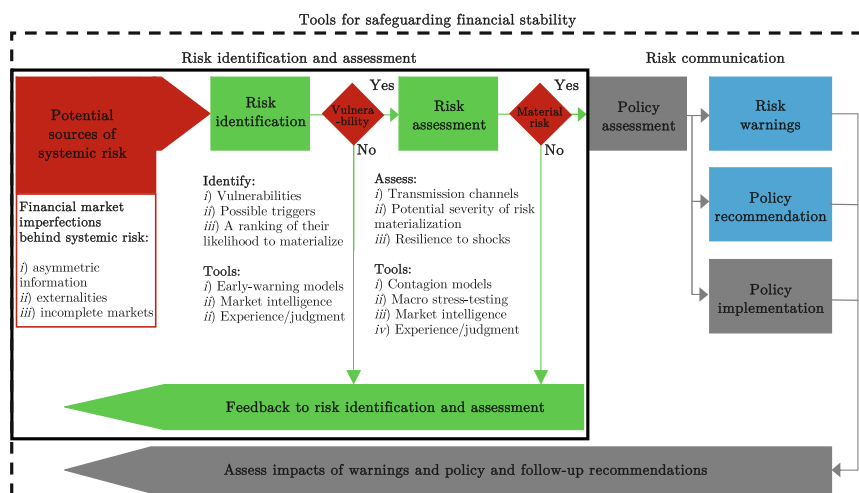 Tools for safeguarding financial stability
Risk identification and assessment
Risk communication
Potential
sources of
systemic risk
Risk
identification
Vulnera
-bility
Yes
No
Risk
assessment
Material
risk
Yes
No
Policy
assessment
Risk
warnings
Policy
recommendation
Policy
implementation
Financial market
imperfections
behind systemic risk:
i) asymmetric
information
ii) externalities
iii) incomplete markets
Identify:
i) Vulnerabilities
ii) Possible triggers
iii) A ranking of their
likelihood to materialize
Tools:
i) Early-warning models
ii) Market intelligence
ii) Experience/judgment
Assess:
i) Transmission channels
ii) Potential severity of risk
materialization
iii) Resilience to shocks
Tools:
i) Contagion models
ii) Macro stress-testing
iii) Market intelligence
iv) Experience/judgment
Feedback to risk identification and assessment
Assess impacts of warnings and policy and follow-up recommendations